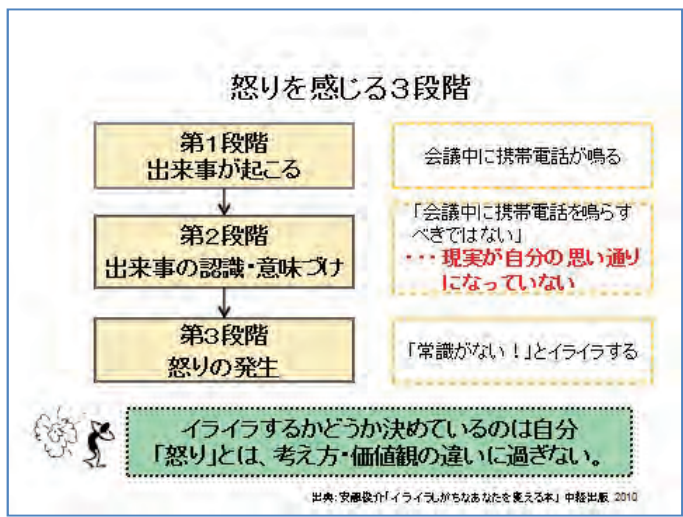 怒りを感じる3段階
第1段階
出来事が起こる
会議中に携帯電話が鳴る
第2段階
出来事の認識・意味づけ
「会議中に携帯電話を鳴らす
べきではない」
・・・現実が自分の思い通り
になっていない
第3段階
怒りの発生
「常識がない!」とイライラする
イライラするかどうか決めているのは自分
「怒り」とは、考え方・価値観の違いに過ぎない。
出典:安藤俊介「イライラしがちなあなたを変える本」中経出版 2010